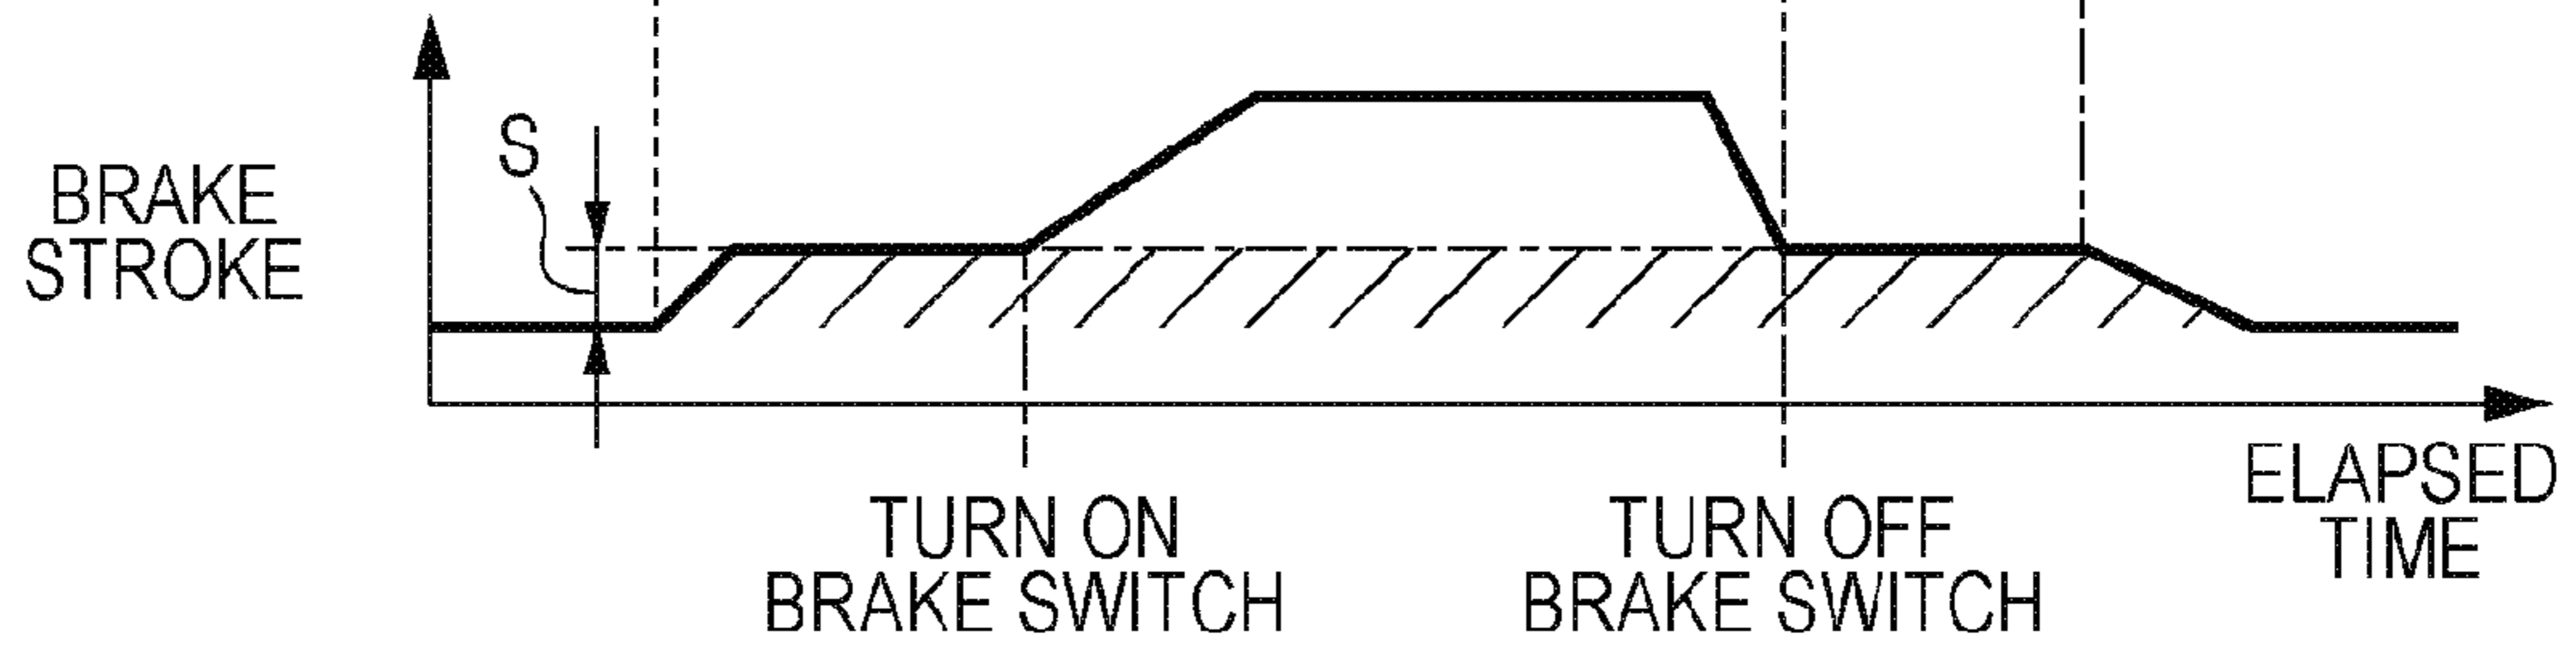 S
BRAKE
STROKE
TURN ON
BRAKE SWITCH
TURN OFF
BRAKE SWITCH
ELAPSED
TIME